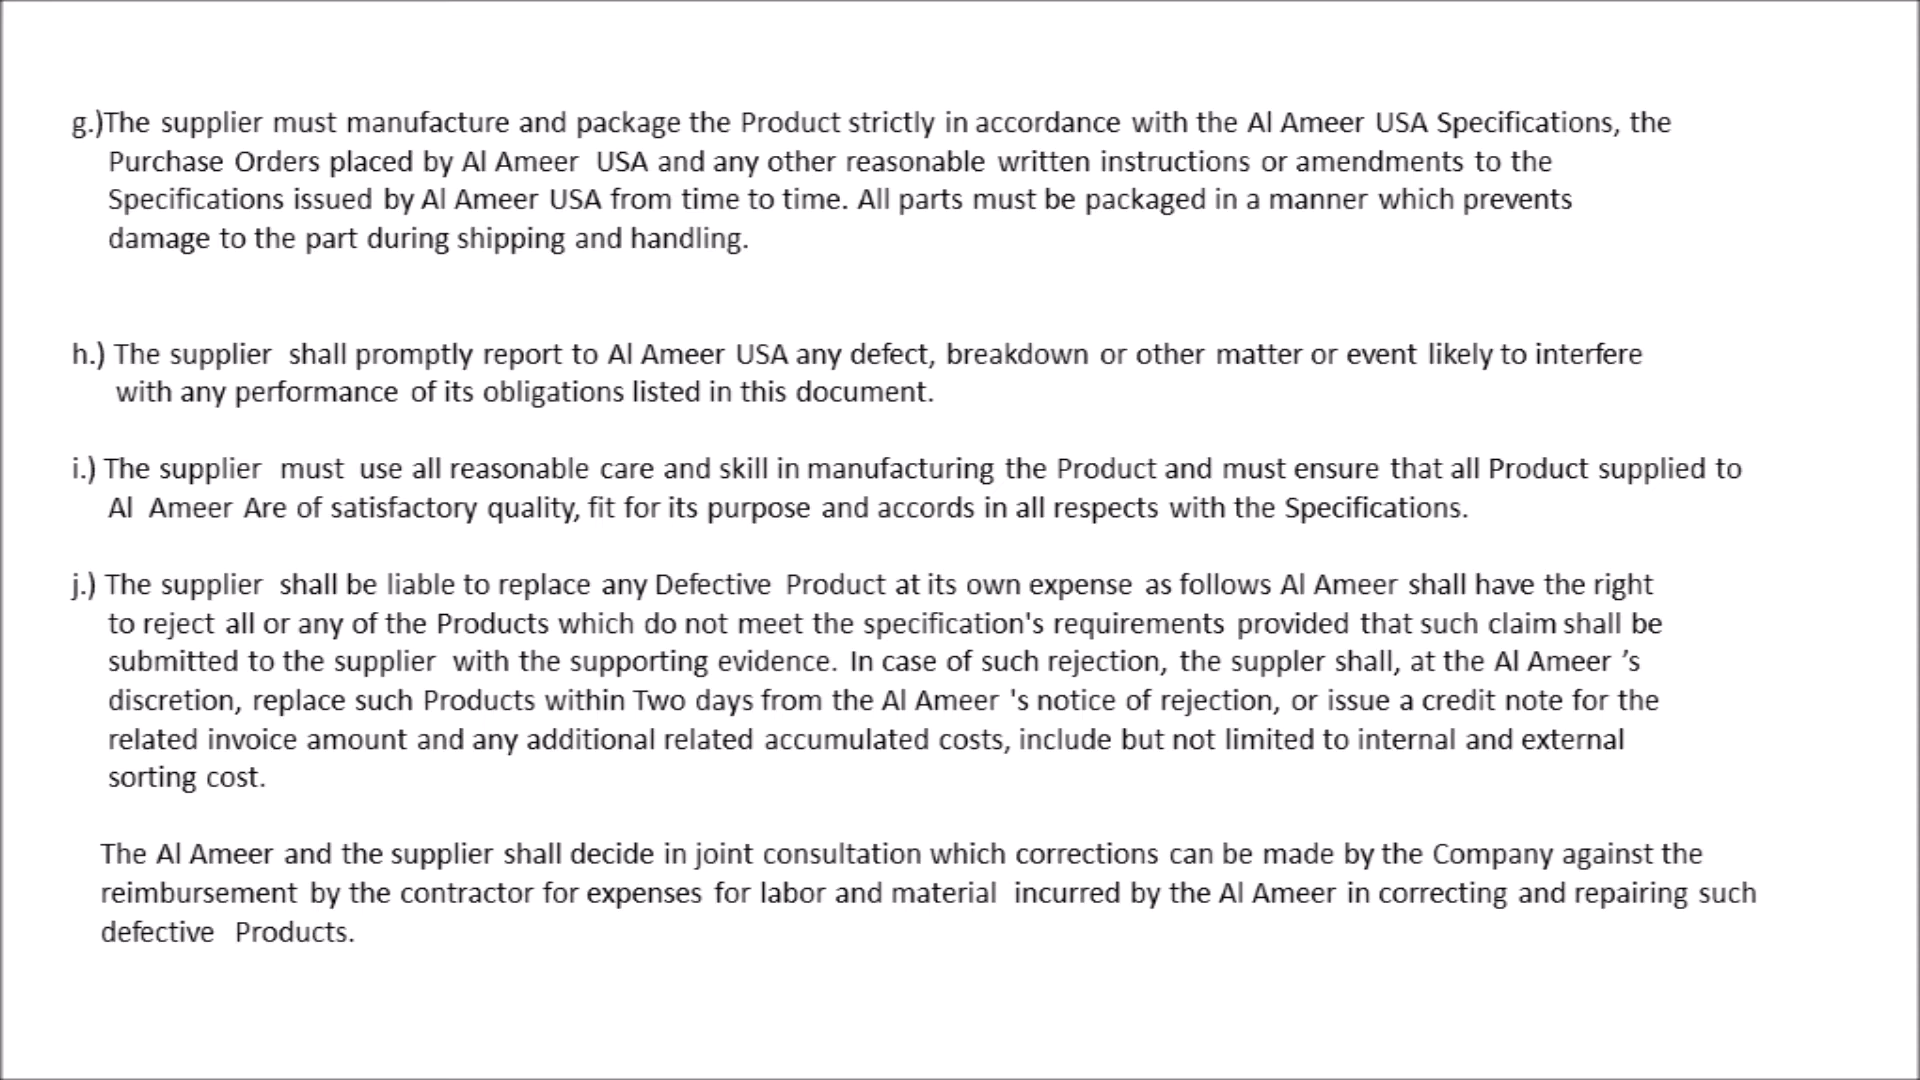 g.)The supplier must manufacture and package the Product strictly in accordance with the Al Ameer USA Specifications, the
Purchase Orders placed by Al Ameer USA and any other reasonable written instructions or amendments to the
Specifications issued by Al Ameer USA from time to time. All parts must be packaged in a manner which prevents
damage to the part during shipping and handling.
h.) The supplier shall promptly report to Al Ameer USA any defect, breakdown or other matter or event likely to interfere
with any performance of its obligations listed in this document.
i.) The supplier must use all reasonable care and skill in manufacturing the Product and must ensure that all Product supplied to
Al Ameer Are of satisfactory quality, fit for its purpose and accords in all respects with the Specifications.
j.) The supplier shall be liable to replace any Defective Product at its own expense as follows Al Ameer shall have the right
to reject all or any of the Products which do not meet the specification's requirements provided that such claim shall be
submitted to the supplier with the supporting evidence. In case of such rejection, the suppler shall, at the Al Ameer ’s
discretion, replace such Products within Two days from the Al Ameer 's notice of rejection, or issue a credit note for the
related invoice amount and any additional related accumulated costs, include but not limited to internal and external
sorting cost.
The Al Ameer and the supplier shall decide in joint consultation which corrections can be made by the Company against the
reimbursement by the contractor for expenses for labor and material incurred by the Al Ameer in correcting and repairing such
defective Products.